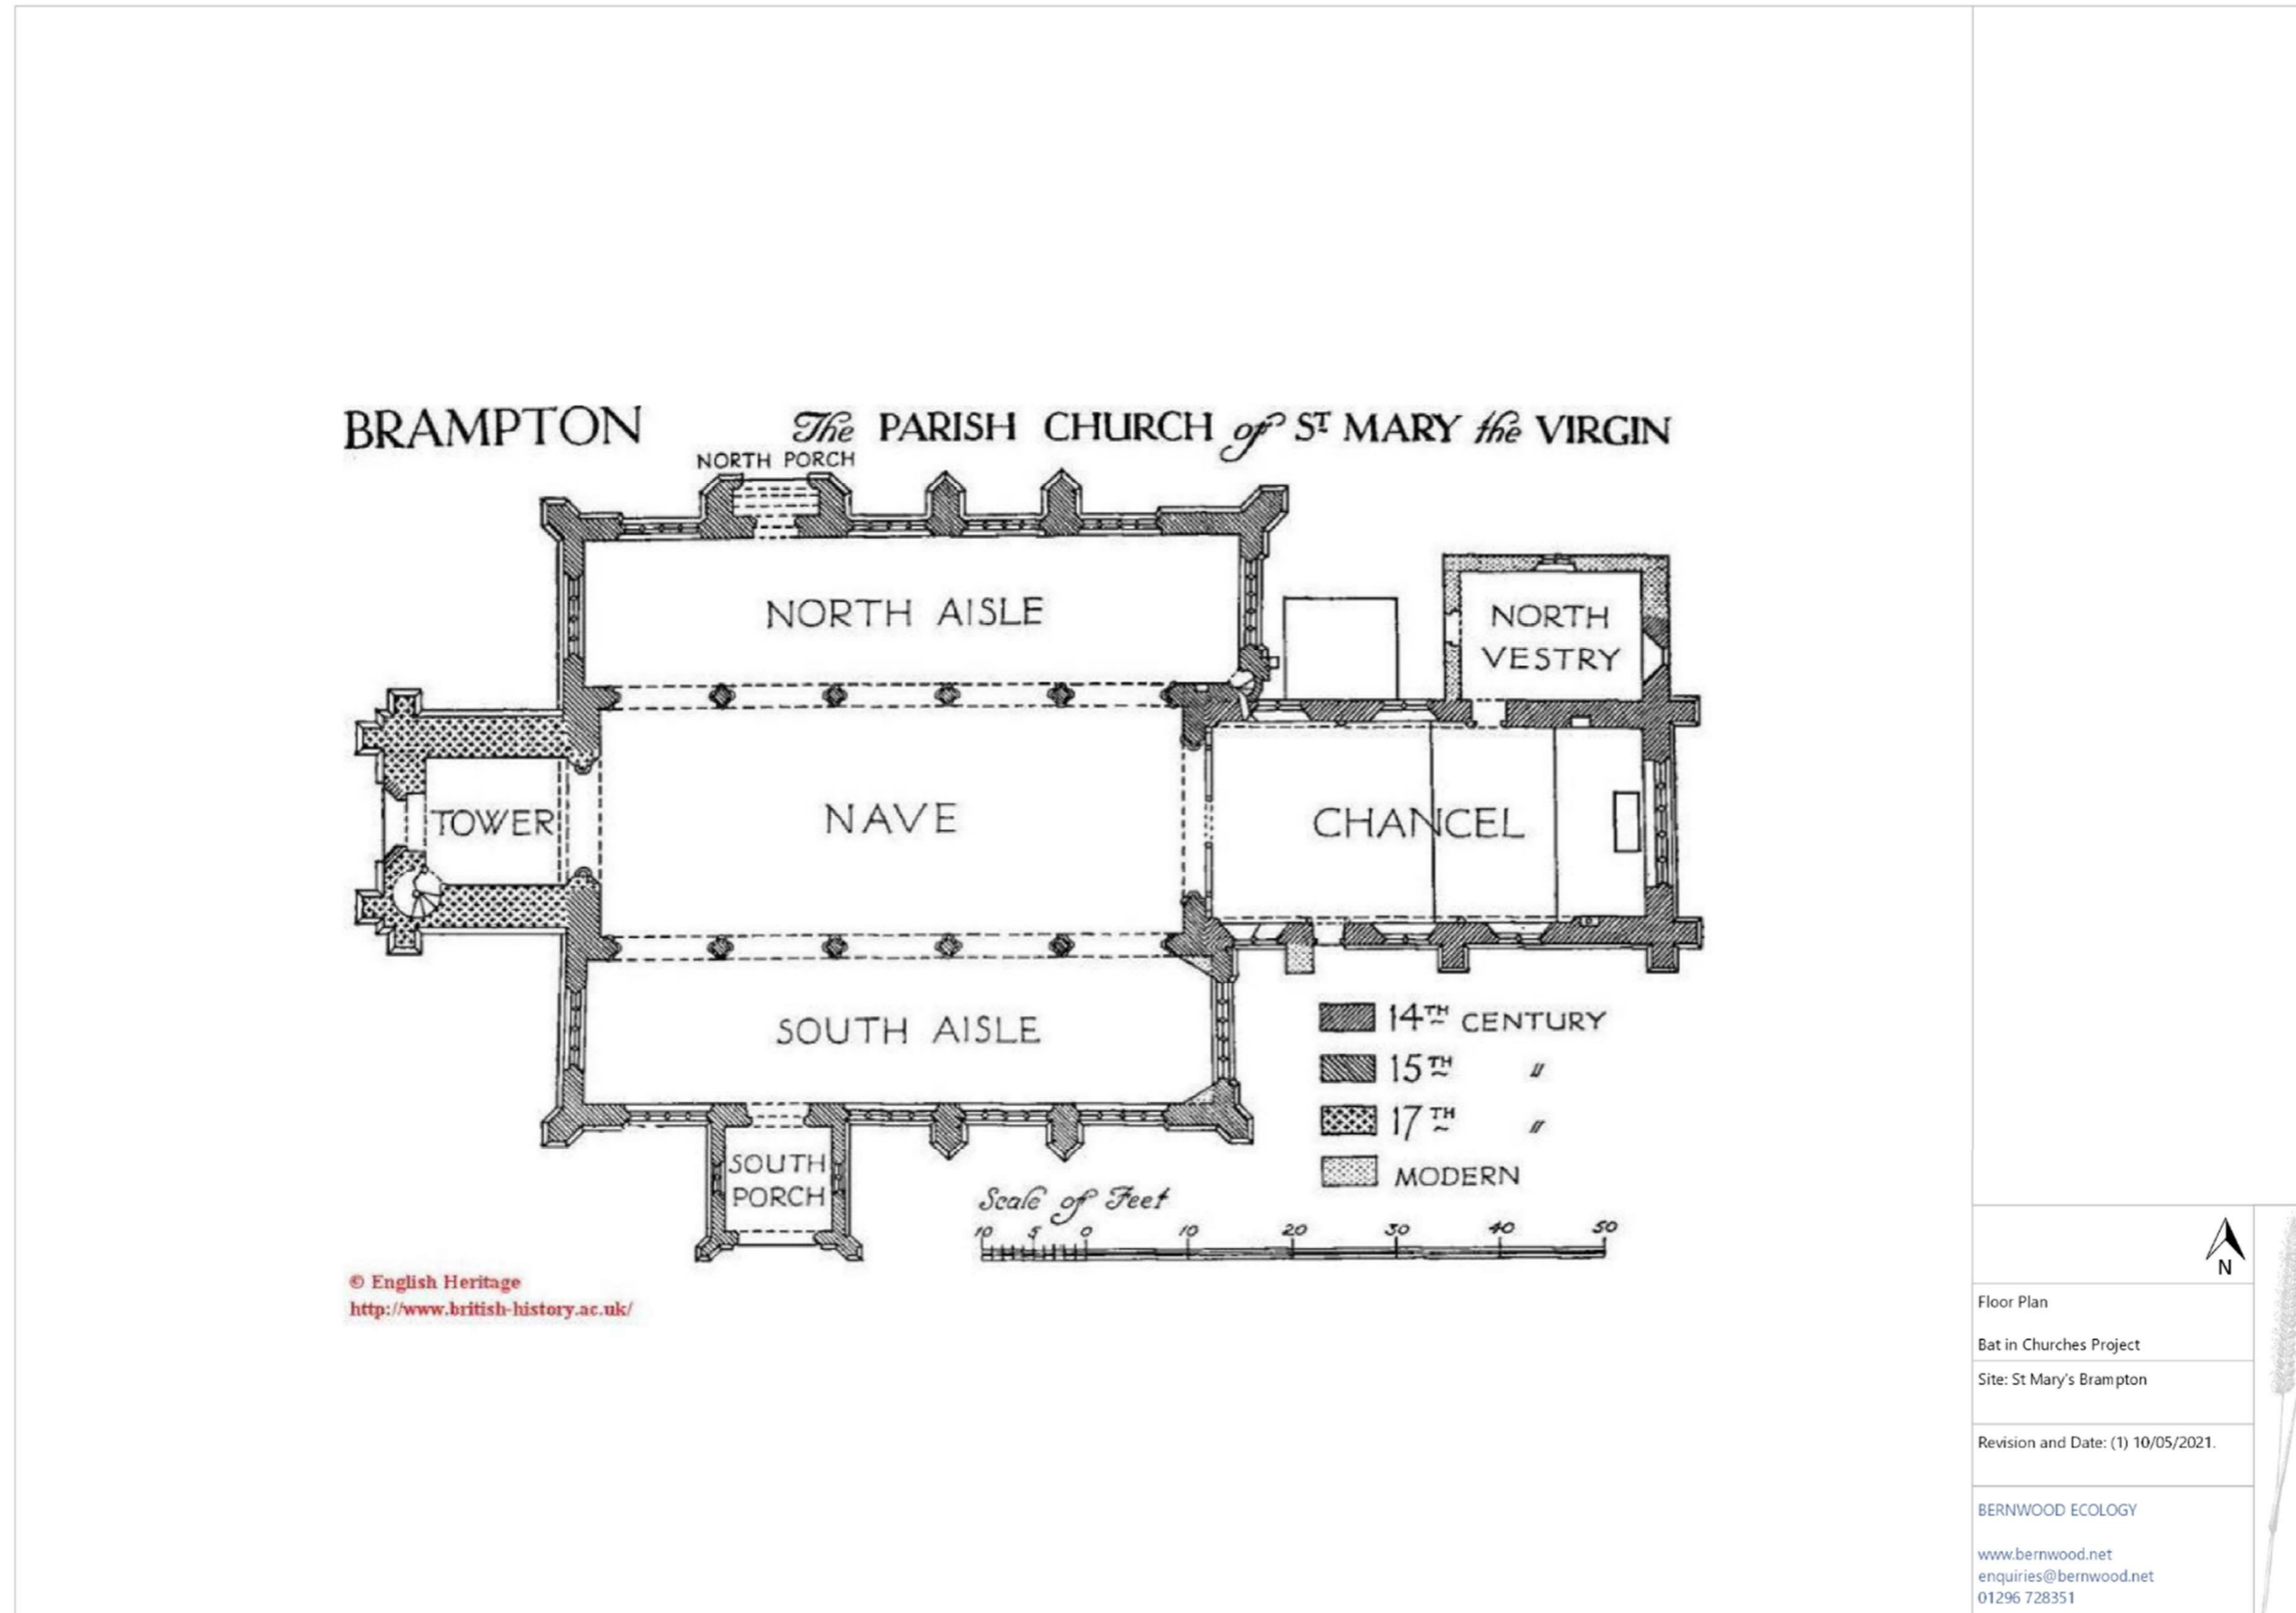 BRAMPTON
The PARISH CHURCH of ST MARY the VIRGIN
NORTH PORCH
NORTH AISLE
NORTH
VESTRY
TOWER
NAVE
CHANCEL
SOUTH AISLE
14TH CENTURY
15TH "
17TH "
MODERN
SOUTH
PORCH
Scale of Feet
10 5 0 10 20 30 40 50
© English Heritage
http://www.british-history.ac.uk/
N
Floor Plan
Bat in Churches Project
Site: St Mary's Brampton
Revision and Date: (1) 10/05/2021.
BERNWOOD ECOLOGY
www.bernwood.net
enquiries@bernwood.net
01296 728351